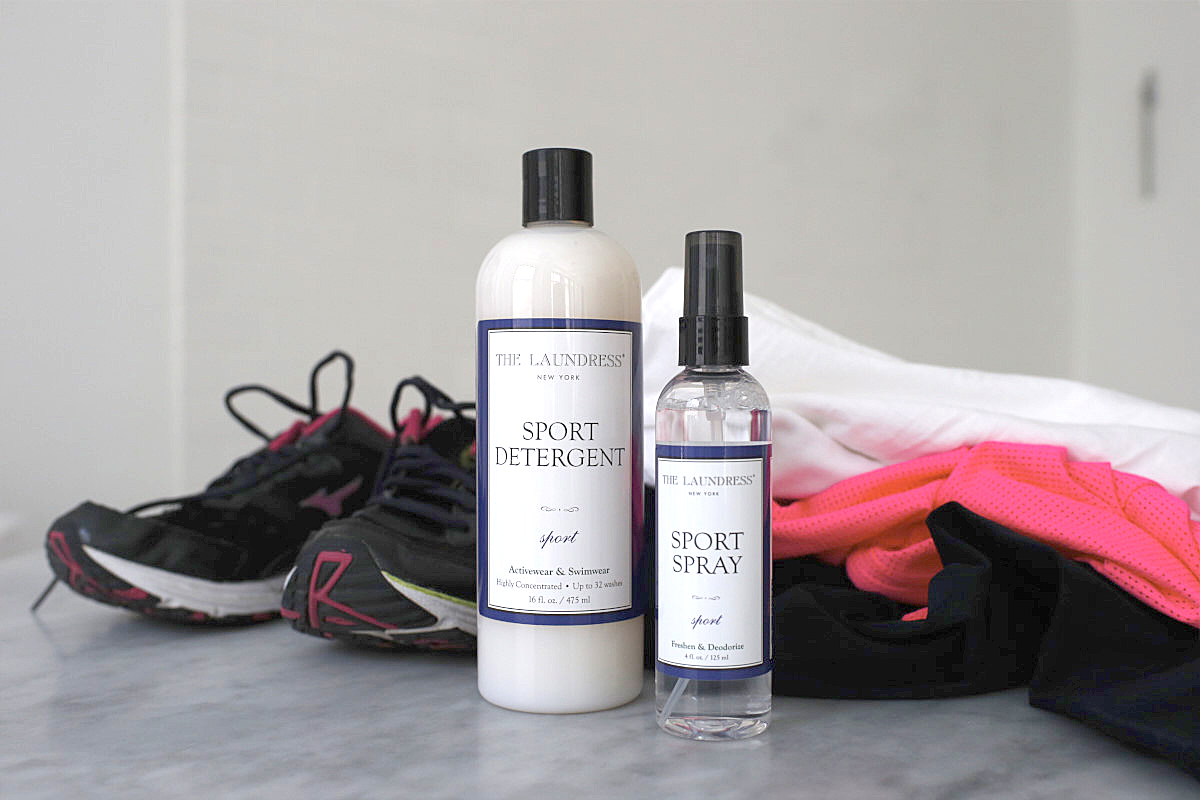 THE LAUNDRESS®
NEW YORK
SPORT
DETERGENT
sport
Activewear & Swimwear
Highly Concentrated • Up to 32 washes
16 fl. oz. / 475 ml
THE LAUNDRESS®
NEW YORK
SPORT
SPRAY
sport
Freshen & Deodorize
4 fl. oz. / 125 ml